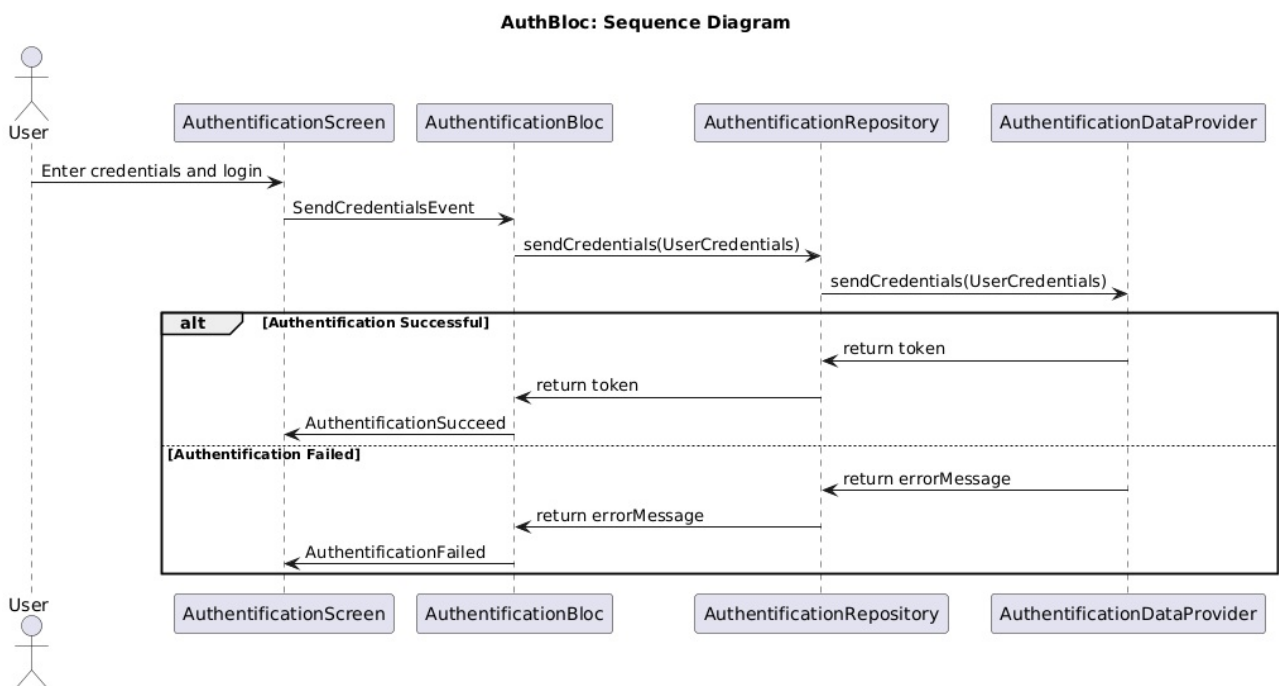 AuthBloc: Sequence Diagram
User
AuthentificationScreen
AuthentificationBloc
AuthentificationRepository
AuthentificationDataProvider
Enter credentials and login
SendCredentialsEvent
sendCredentials(UserCredentials)
sendCredentials(UserCredentials)
alt
[Authentification Successful]
return token
return token
AuthentificationSucceed
[Authentification Failed]
return errorMessage
return errorMessage
AuthentificationFailed
User
AuthentificationScreen
AuthentificationBloc
AuthentificationRepository
AuthentificationDataProvider